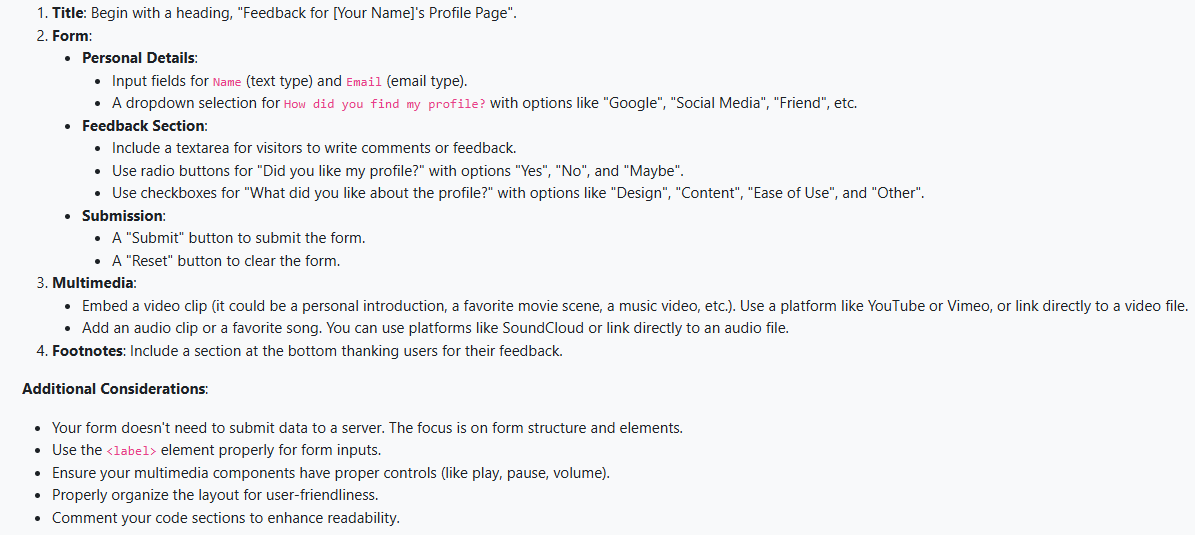 1. Title: Begin with a heading, "Feedback for [Your Name]'s Profile Page".
2. Form:
• Personal Details:
• Input fields for Name (text type) and Email (email type).
• A dropdown selection for How did you find my profile? with options like "Google", "Social Media", "Friend", etc.
• Feedback Section:
• Include a textarea for visitors to write comments or feedback.
• Use radio buttons for "Did you like my profile?" with options "Yes", "No", and "Maybe".
• Use checkboxes for "What did you like about the profile?" with options like "Design", "Content", "Ease of Use", and "Other".
• Submission:
• A "Submit" button to submit the form.
• A "Reset" button to clear the form.
3. Multimedia:
• Embed a video clip (it could be a personal introduction, a favorite movie scene, a music video, etc.). Use a platform like YouTube or Vimeo, or link directly to a video file.
• Add an audio clip or a favorite song. You can use platforms like SoundCloud or link directly to an audio file.
4. Footnotes: Include a section at the bottom thanking users for their feedback.
Additional Considerations:
• Your form doesn't need to submit data to a server. The focus is on form structure and elements.
• Use the <label> element properly for form inputs.
• Ensure your multimedia components have proper controls (like play, pause, volume).
• Properly organize the layout for user-friendliness.
• Comment your code sections to enhance readability.